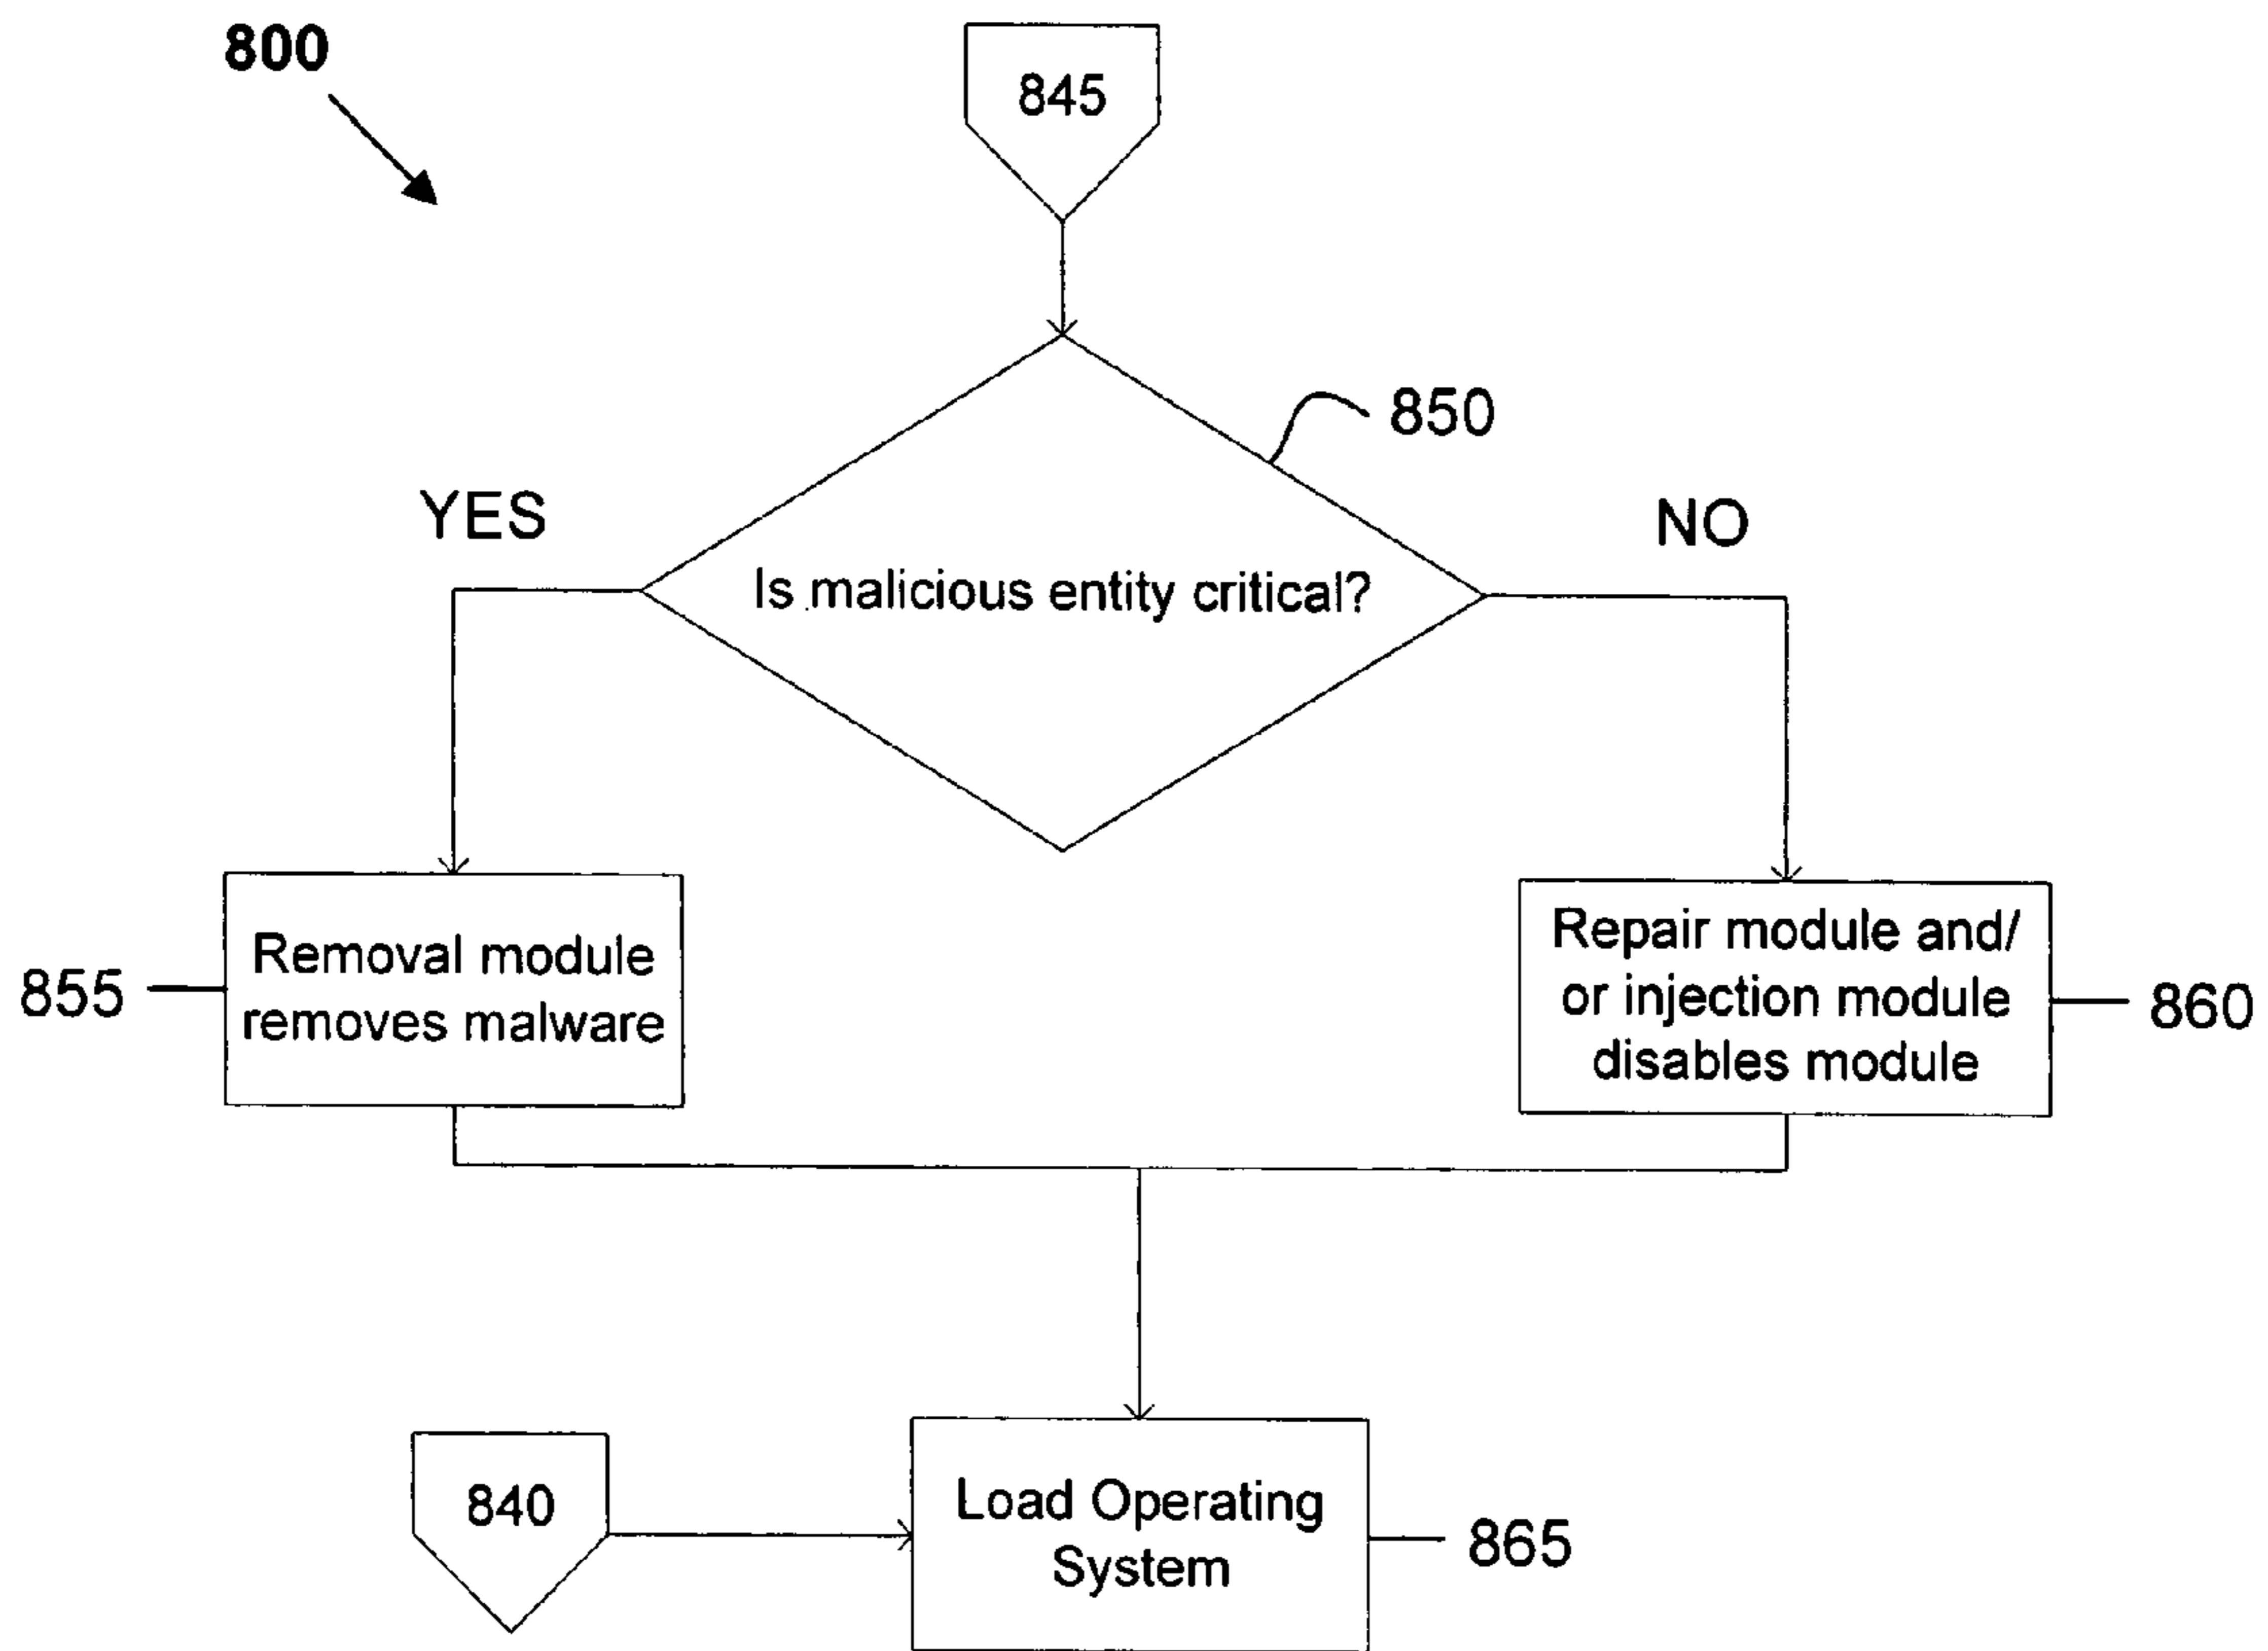 800
845
850
YES
NO
Is malicious entity critical?
Removal module
removes malware
855
Repair module and/
or injection module
disables module
860
840
Load Operating
System
865